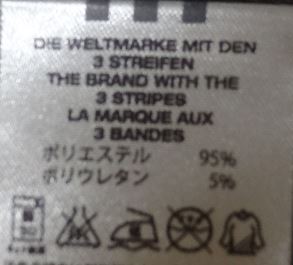 DIE WELTMARKE MIT DEN
3 STREIFEN
THE BRAND WITH THE
3 STRIPES
LA MARQUE AUX
3 BANDES
ポリエステル 95%
ポリウレタン 5%